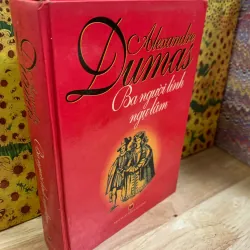 Alexandre
Dumas
Ba người lính
ngự lâm